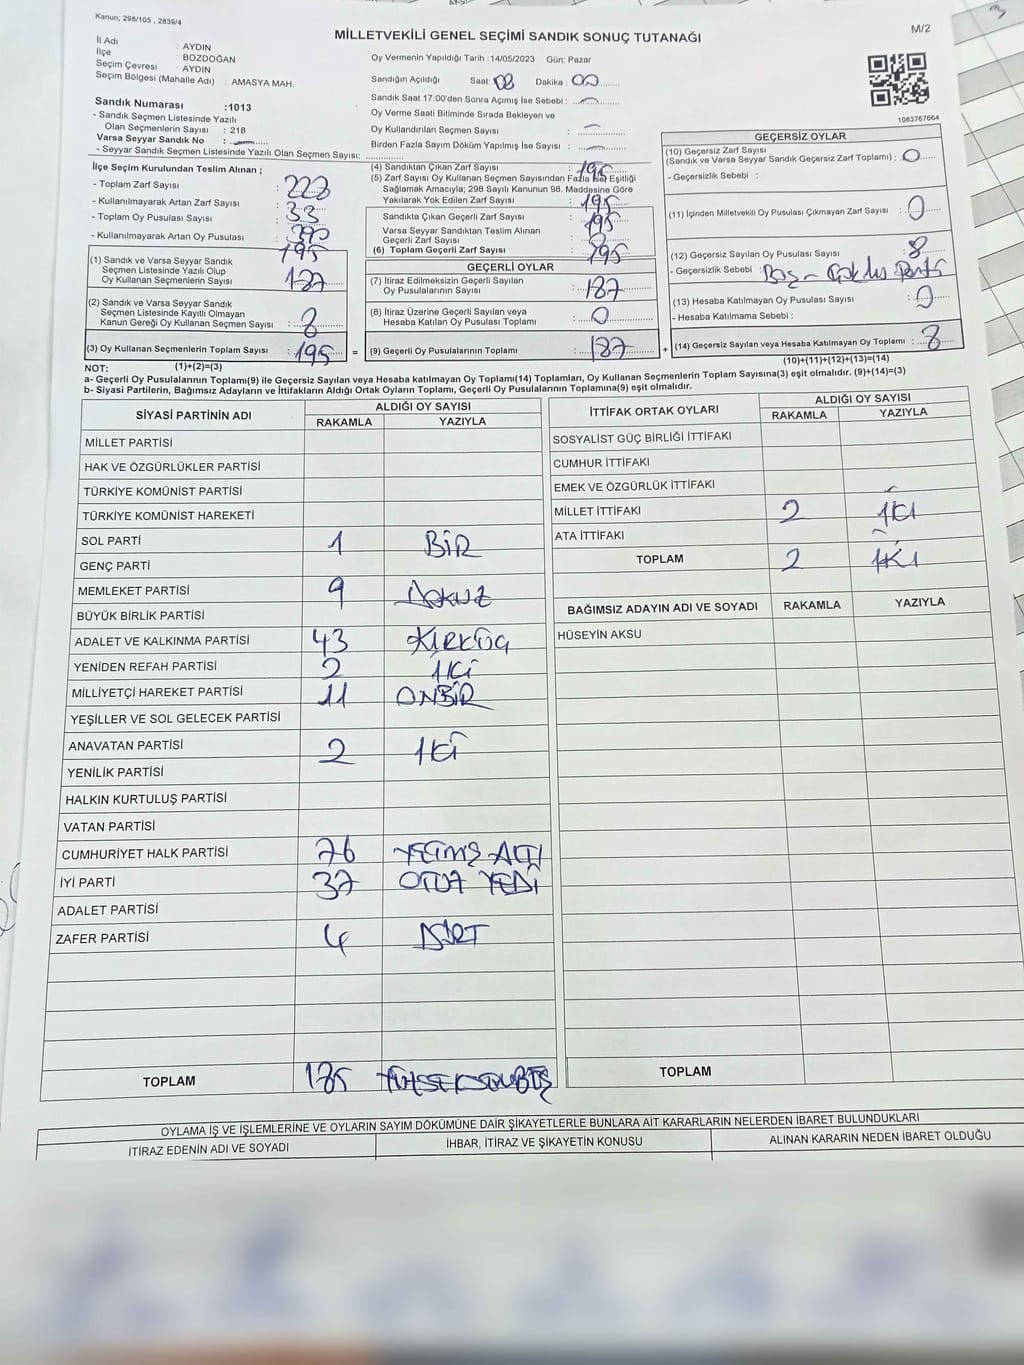 Kanun; 298/105 , 2839/4
MİLLETVEKİLİ GENEL SEÇİMİ SANDIK SONUÇ TUTANAĞI
M/2
İl Adı : AYDIN
İlçe : BOZDOĞAN
Seçim Çevresi : AYDIN
Seçim Bölgesi (Mahalle Adı) : AMASYA MAH.
Sandık Numarası :1013
- Sandık Seçmen Listesinde Yazılı
Olan Seçmenlerin Sayısı : 218
Varsa Seyyar Sandık No :
- Seyyar Sandık Seçmen Listesinde Yazılı Olan Seçmen Sayısı:
Oy Vermenin Yapıldığı Tarih :14/05/2023 Gün: Pazar
Sandığın Açıldığı Saat: 08 Dakika : 00
Sandık Saat 17:00'den Sonra Açımış İse Sebebi :
Oy Verme Saati Bitiminde Sırada Bekleyen ve
Oy Kullandırılan Seçmen Sayısı :
Birden Fazla Sayım Döküm Yapılmış İse Sayısı :
1083767664
İlçe Seçim Kurulundan Teslim Alınan ;
- Toplam Zarf Sayısı : 228
- Kullanılmayarak Artan Zarf Sayısı : 33
- Toplam Oy Pusulası Sayısı :
- Kullanılmayarak Artan Oy Pusulası : 195
(1) Sandık ve Varsa Seyyar Sandık
Seçmen Listesinde Yazılı Olup
Oy Kullanan Seçmenlerin Sayısı : 187
(2) Sandık ve Varsa Seyyar Sandık
Seçmen Listesinde Kayıtlı Olmayan
Kanun Gereği Oy Kullanan Seçmen Sayısı : 8
(3) Oy Kullanan Seçmenlerin Toplam Sayısı : 195 =
(4) Sandıktan Çıkan Zarf Sayısı : 195
(5) Zarf Sayısı Oy Kullanan Seçmen Sayısından Fazla İse Eşitliği
Sağlamak Amacıyla; 298 Sayılı Kanunun 98. Maddesine Göre
Yakılarak Yok Edilen Zarf Sayısı : 195
Sandıkta Çıkan Geçerli Zarf Sayısı : 195
Varsa Seyyar Sandıktan Teslim Alınan
Geçerli Zarf Sayısı :
(6) Toplam Geçerli Zarf Sayısı : 195
GEÇERLİ OYLAR
(7) İtiraz Edilmeksizin Geçerli Sayılan
Oy Pusulalarının Sayısı : 187
(8) İtiraz Üzerine Geçerli Sayılan veya
Hesaba Katılan Oy Pusulası Toplamı : 0
(9) Geçerli Oy Pusulalarının Toplamı : 187 +
GEÇERSİZ OYLAR
(10) Geçersiz Zarf Sayısı
(Sandık ve Varsa Seyyar Sandık Geçersiz Zarf Toplamı) : 0
- Geçersizlik Sebebi :
(11) İçinden Milletvekili Oy Pusulası Çıkmayan Zarf Sayısı : 0
(12) Geçersiz Sayılan Oy Pusulası Sayısı : 8
- Geçersizlik Sebebi : Boş -
(13) Hesaba Katılmayan Oy Pusulası Sayısı : 0
- Hesaba Katılmama Sebebi :
(14) Geçersiz Sayılan veya Hesaba Katılmayan Oy Toplamı : 8
NOT: (1)+(2)=(3)
(10)+(11)+(12)+(13)=(14)
a- Geçerli Oy Pusulalarının Toplamı(9) ile Geçersiz Sayılan veya Hesaba katılmayan Oy Toplamı(14) Toplamları, Oy Kullanan Seçmenlerin Toplam Sayısına(3) eşit olmalıdır. (9)+(14)=(3)
b- Siyasi Partilerin, Bağımsız Adayların ve İttifakların Aldığı Ortak Oyların Toplamı, Geçerli Oy Pusulalarının Toplamına(9) eşit olmalıdır.
SİYASİ PARTİNİN ADI ALDIĞI OY SAYISI
RAKAMLA YAZIYLA
MİLLET PARTİSİ
HAK VE ÖZGÜRLÜKLER PARTİSİ
TÜRKİYE KOMÜNİST PARTİSİ
TÜRKİYE KOMÜNİST HAREKETİ
SOL PARTİ 1 BİR
GENÇ PARTİ
MEMLEKET PARTİSİ 9 DOKUZ
BÜYÜK BİRLİK PARTİSİ
ADALET VE KALKINMA PARTİSİ 43 KIRKÜÇ
YENİDEN REFAH PARTİSİ 2 İKİ
MİLLİYETÇİ HAREKET PARTİSİ 11 ONBİR
YEŞİLLER VE SOL GELECEK PARTİSİ
ANAVATAN PARTİSİ 2 İKİ
YENİLİK PARTİSİ
HALKIN KURTULUŞ PARTİSİ
VATAN PARTİSİ
CUMHURİYET HALK PARTİSİ 76 YETMİŞ ALTI
İYİ PARTİ 37 OTUZ YEDİ
ADALET PARTİSİ
ZAFER PARTİSİ 4 DÖRT
TOPLAM 185 YÜZSEKSENBEŞ
İTTİFAK ORTAK OYLARI ALDIĞI OY SAYISI
RAKAMLA YAZIYLA
SOSYALİST GÜÇ BİRLİĞİ İTTİFAKI
CUMHUR İTTİFAKI
EMEK VE ÖZGÜRLÜK İTTİFAKI
MİLLET İTTİFAKI 2 İKİ
ATA İTTİFAKI
TOPLAM 2 İKİ
BAĞIMSIZ ADAYIN ADI VE SOYADI RAKAMLA YAZIYLA
HÜSEYİN AKSU
TOPLAM
OYLAMA İŞ VE İŞLEMLERİNE VE OYLARIN SAYIM DÖKÜMÜNE DAİR ŞİKAYETLERLE BUNLARA AİT KARARLARIN NELERDEN İBARET BULUNDUKLARI
İTİRAZ EDENİN ADI VE SOYADI İHBAR, İTİRAZ VE ŞİKAYETİN KONUSU ALINAN KARARIN NEDEN İBARET OLDUĞU